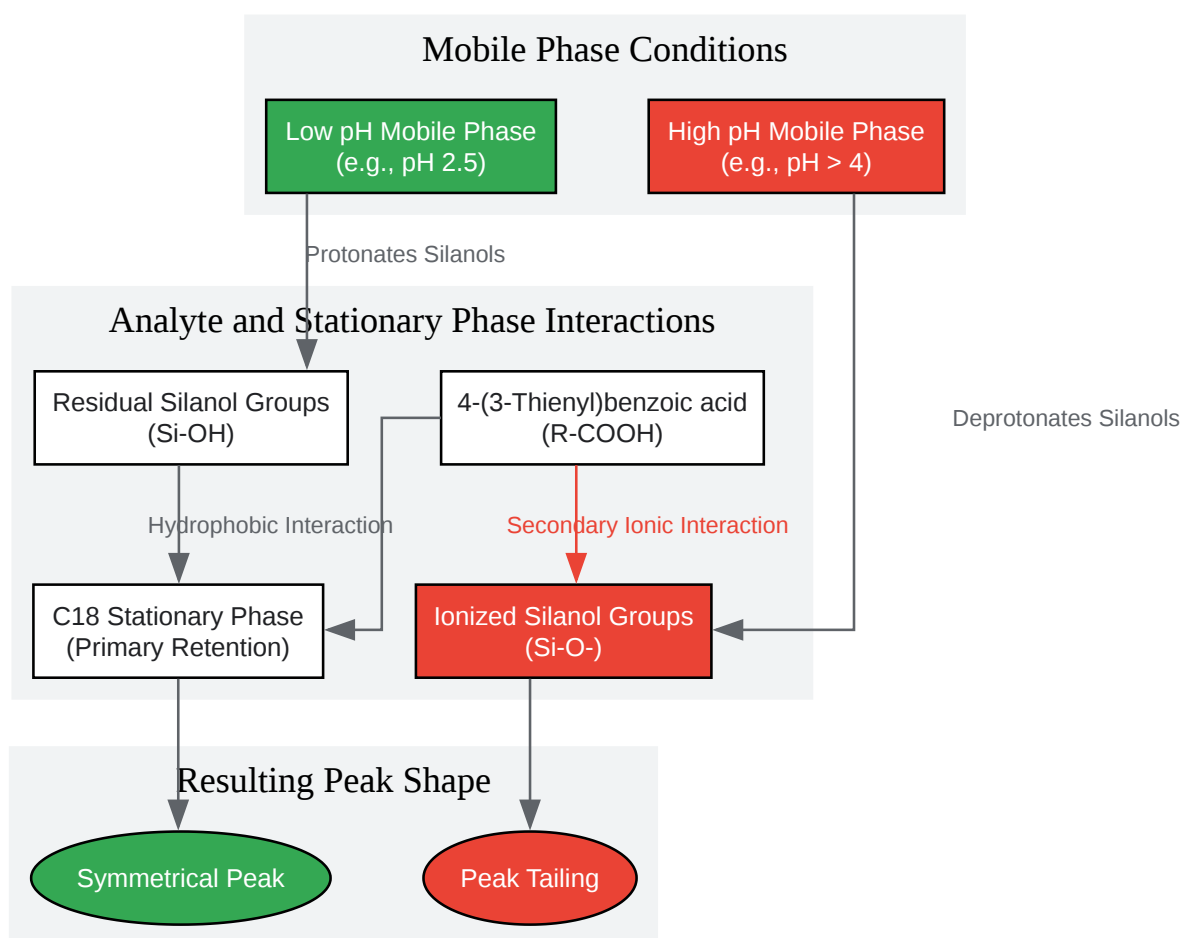 Mobile Phase Conditions
Low pH Mobile Phase
(e.g., pH 2.5)
High pH Mobile Phase
(e.g., pH > 4)
Protonates Silanols
Analyte and Stationary Phase Interactions
Residual Silanol Groups
(Si-OH)
4-(3-Thienyl)benzoic acid
(R-COOH)
Deprotonates Silanols
Hydrophobic Interaction
Secondary Ionic Interaction
C18 Stationary Phase
(Primary Retention)
Ionized Silanol Groups
(Si-O-)
Resulting Peak Shape
Symmetrical Peak
Peak Tailing